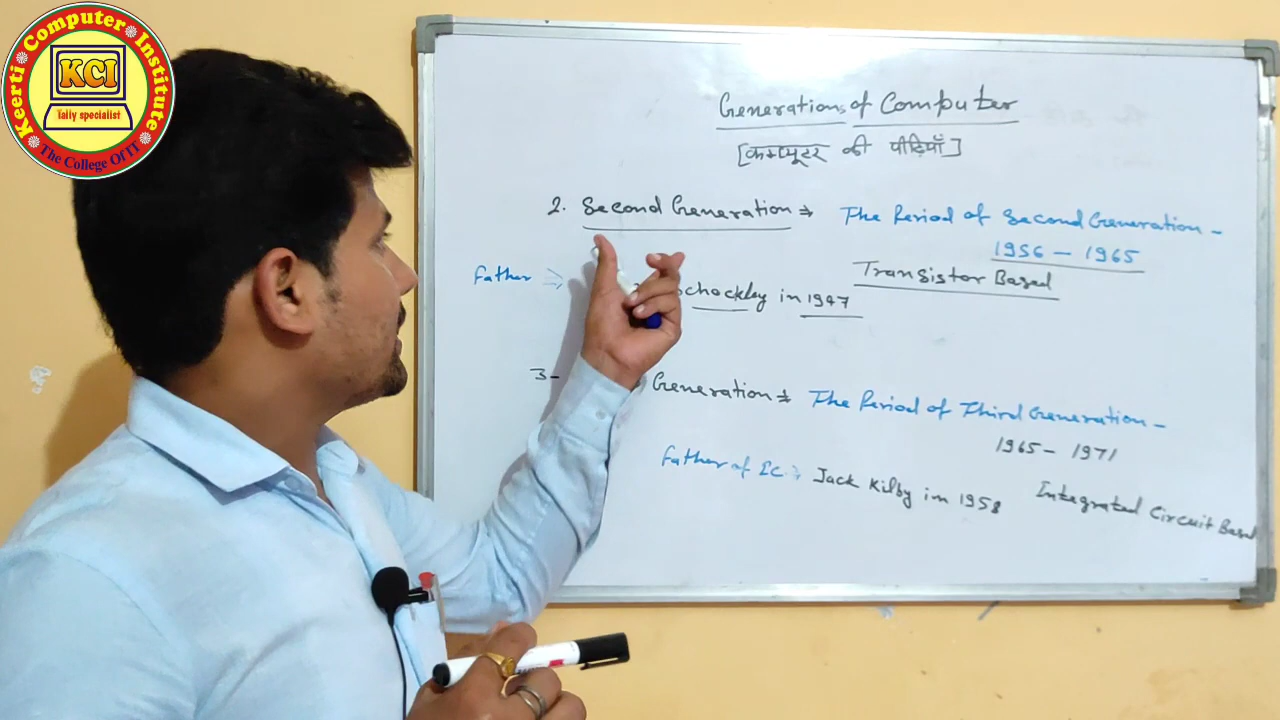 Keerti Computer Institute
KCI
Tally specialist
The College Of IT
Generations of Computer
[कम्प्यूटर की पीढ़ियाँ]
2. Second Generation ⇒ The Period of Second Generation -
1956 - 1965
Transistor Based
Father ⇒ Schockley in 1947
3- Generation ⇒ The Period of Third Generation -
1965 - 1971
Father of I.C. ⇒ Jack Kilby in 1958
Integrated Circuit Based